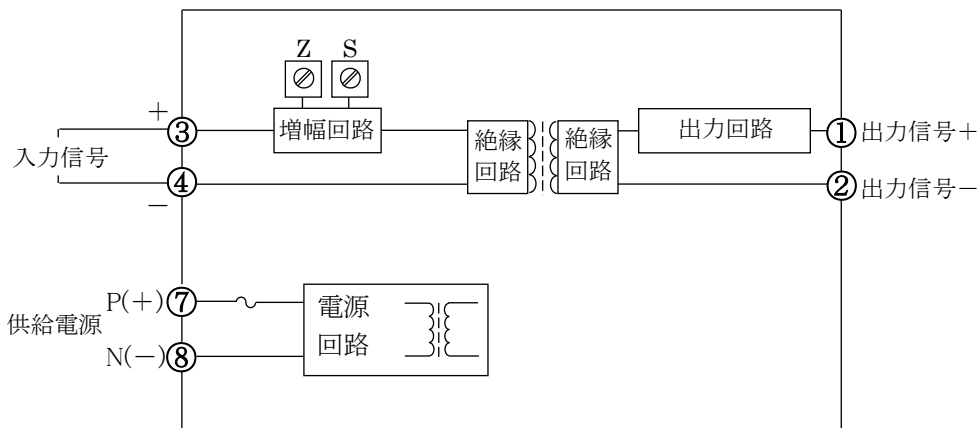 Z S
+
③ 増幅回路 絶縁回路 絶縁回路 出力回路 ① 出力信号+
入力信号
④ ② 出力信号−
−
P(+) ⑦ 電源回路
供給電源
N(−) ⑧